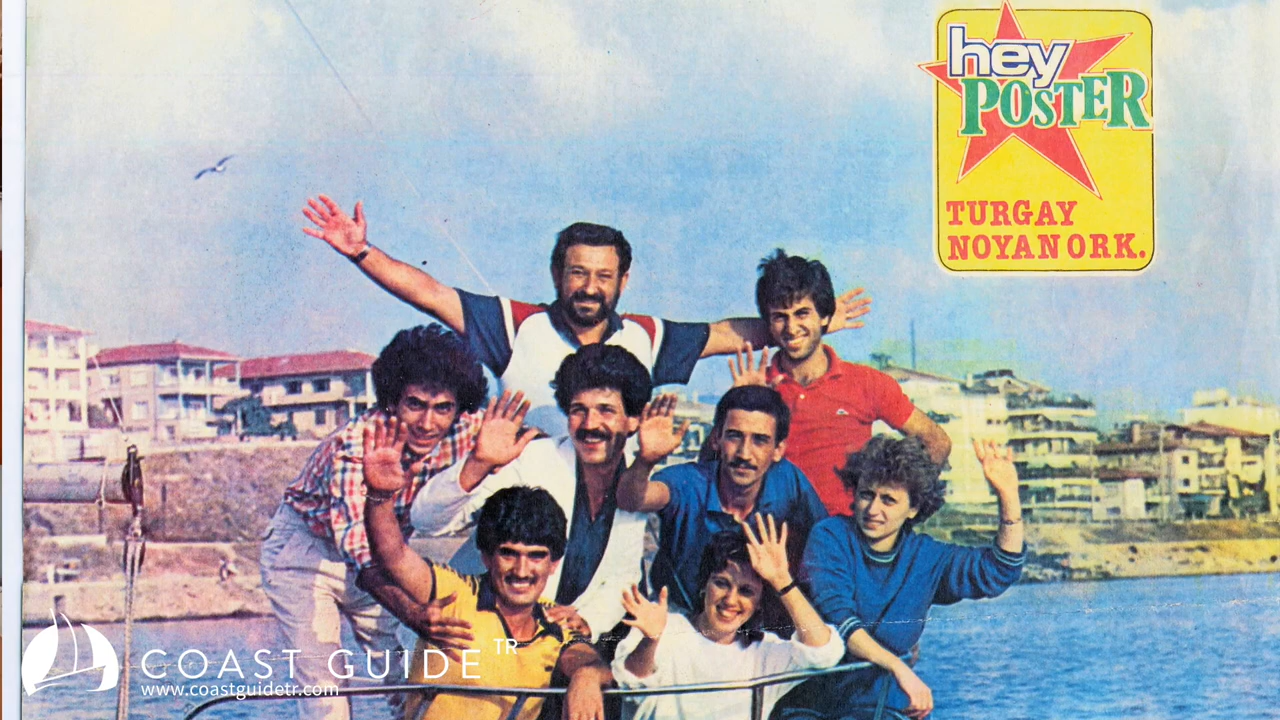 hey
POSTER
TURGAY
NOYAN ORK.
COAST GUIDE TR
www.coastguidetr.com